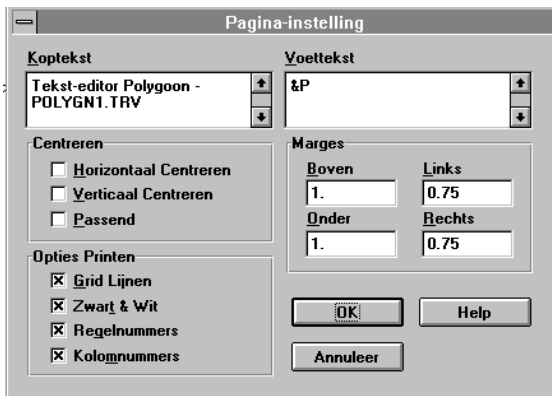 Pagina-instelling
Koptekst
Tekst-editor Polygoon -
POLYGN1.TRV
Voettekst
&P
Centreren
Horizontaal Centreren
Verticaal Centreren
Passend
Marges
Boven
Links
1.
0.75
Onder
Rechts
1.
0.75
Opties Printen
Grid Lijnen
Zwart & Wit
Regelnummers
Kolomnummers
OK
Help
Annuleer